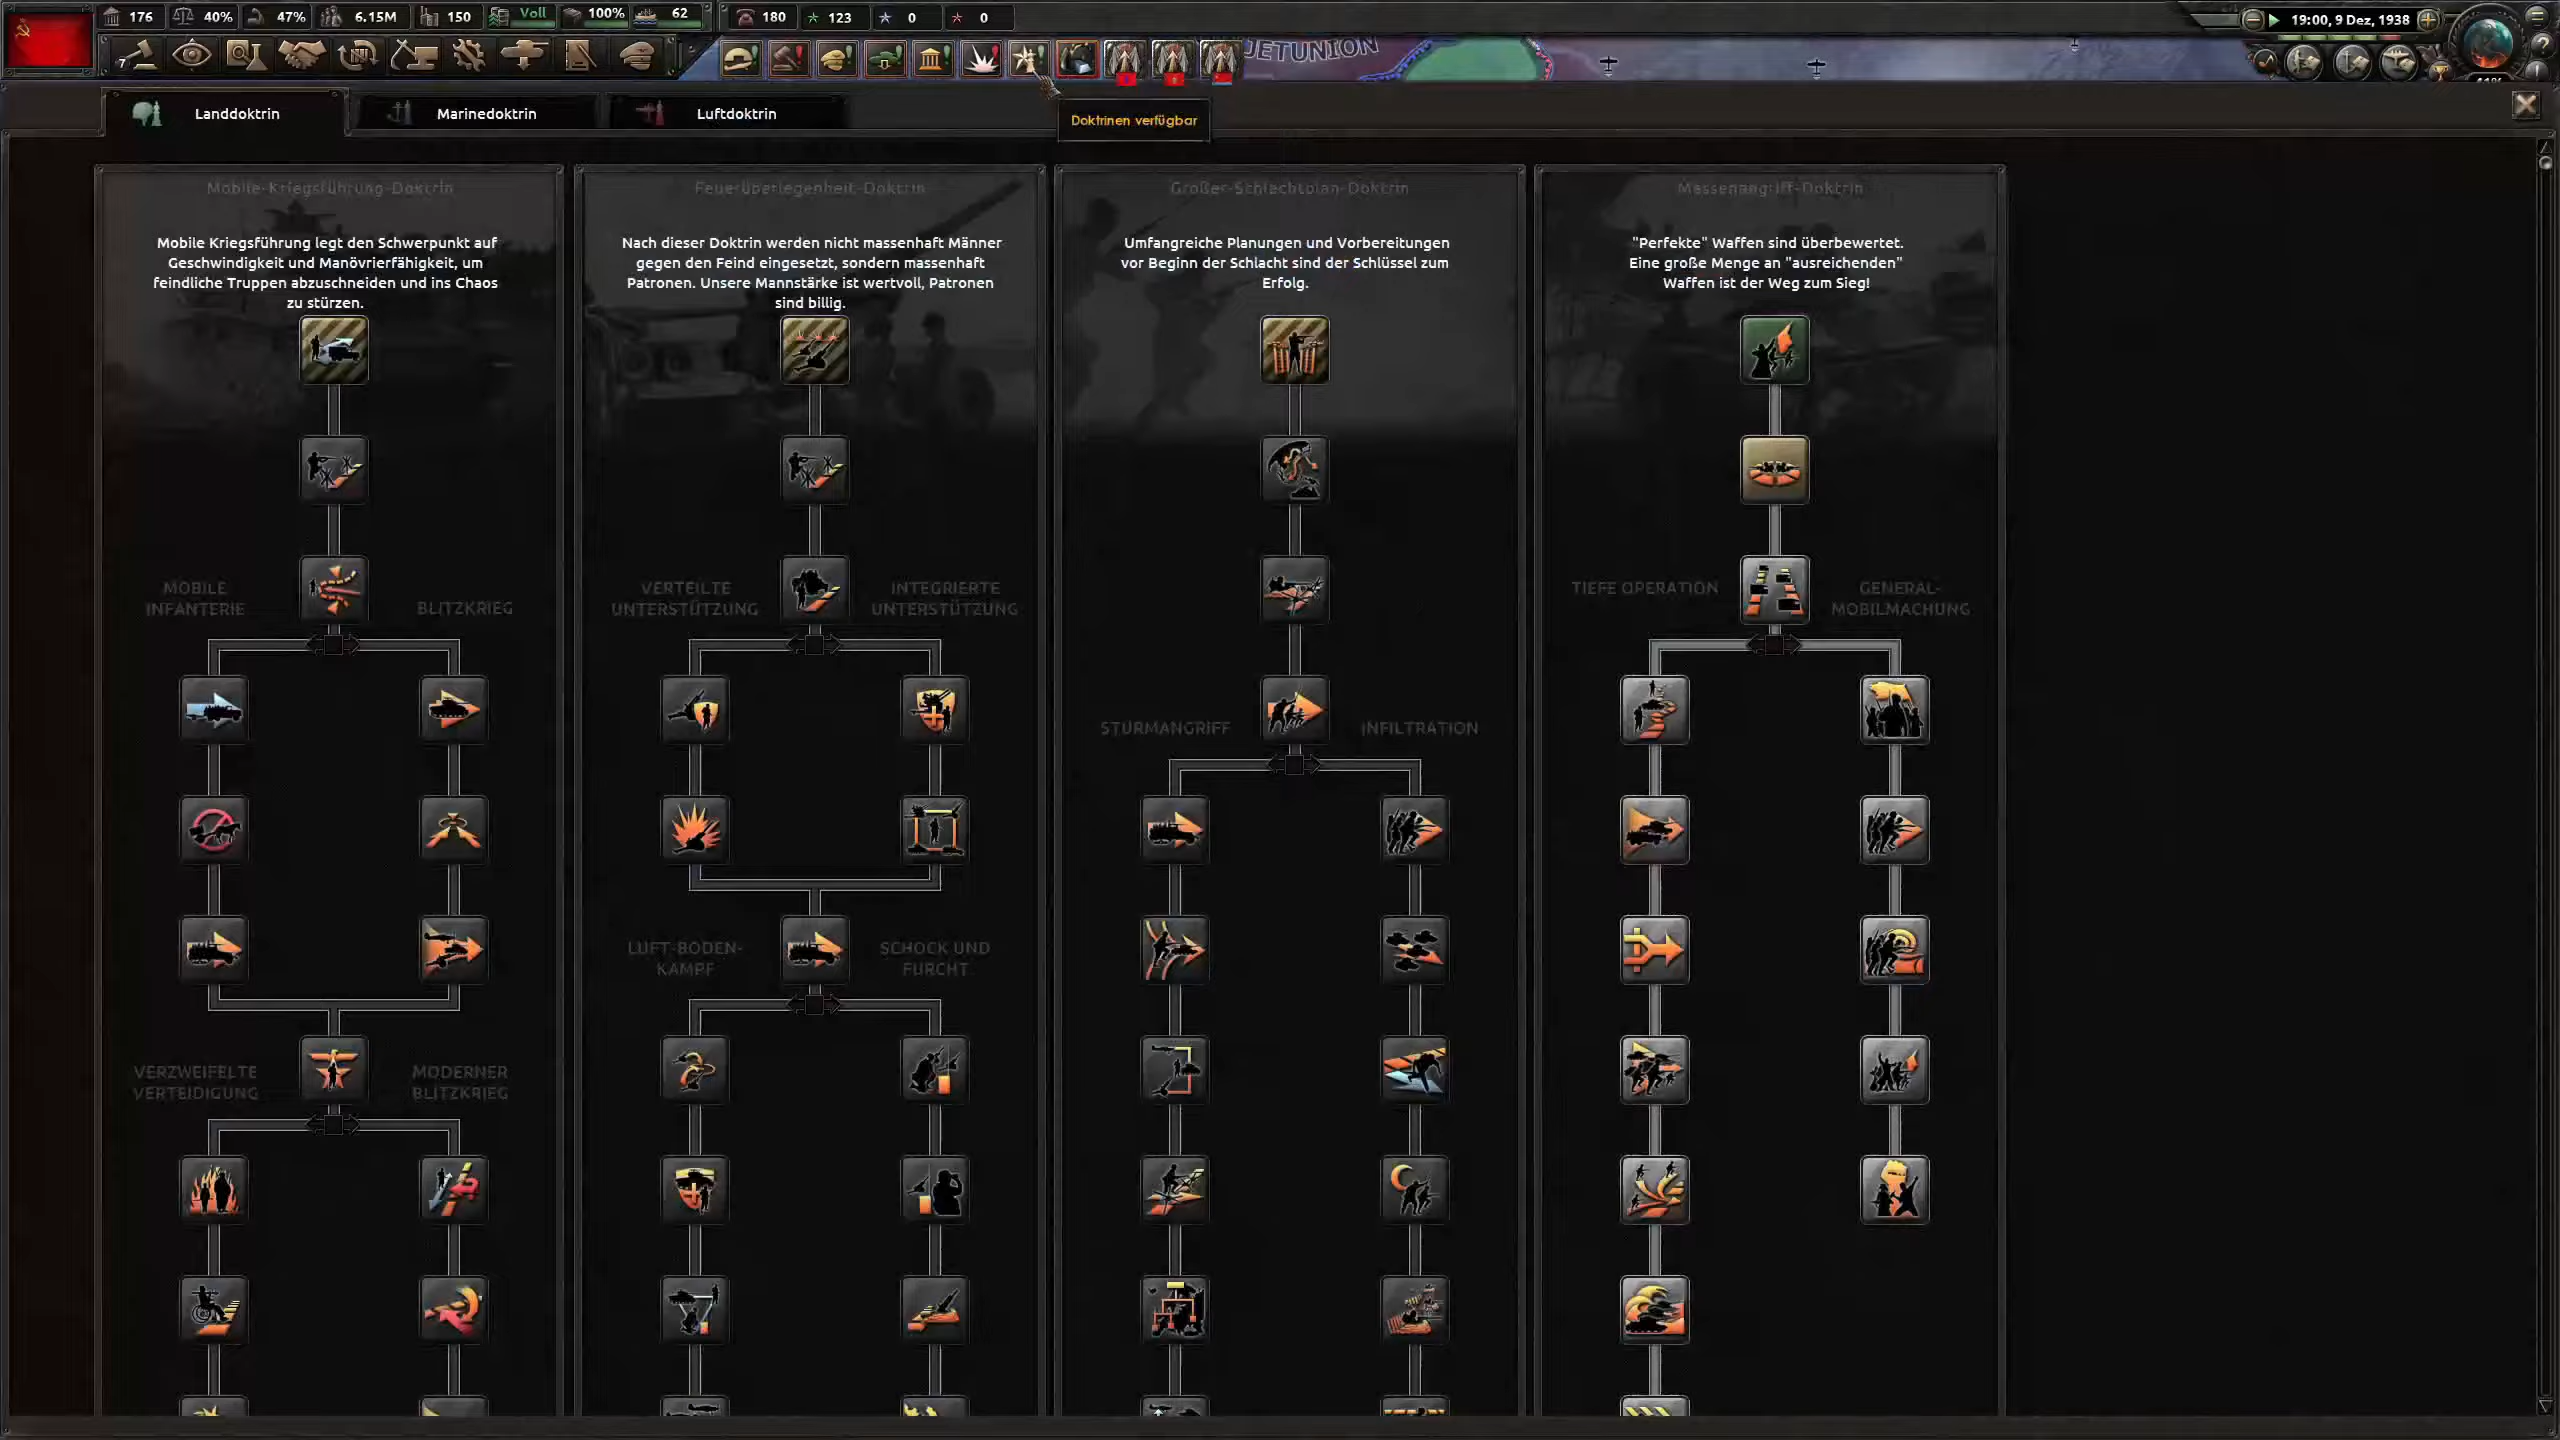 176 40% 47% 6.15M 150 Voll 100% 62 180 123 0 0
19:00, 9 Dez, 1938
7
JETUNION
Landdoktrin
Marinedoktrin
Luftdoktrin
Doktrinen verfügbar
Mobile-Kriegsführung-Doktrin
Mobile Kriegsführung legt den Schwerpunkt auf
Geschwindigkeit und Manövrierfähigkeit, um
feindliche Truppen abzuschneiden und ins Chaos
zu stürzen.
MOBILE
INFANTERIE
BLITZKRIEG
VERZWEIFELTE
VERTEIDIGUNG
MODERNER
BLITZKRIEG
Feuerüberlegenheit-Doktrin
Nach dieser Doktrin werden nicht massenhaft Männer
gegen den Feind eingesetzt, sondern massenhaft
Patronen. Unsere Mannstärke ist wertvoll, Patronen
sind billig.
VERTEILTE
UNTERSTÜTZUNG
INTEGRIERTE
UNTERSTÜTZUNG
LUFT-BODEN-
KAMPF
SCHOCK UND
FURCHT
Großer-Schlachtplan-Doktrin
Umfangreiche Planungen und Vorbereitungen
vor Beginn der Schlacht sind der Schlüssel zum
Erfolg.
STURMANGRIFF
INFILTRATION
Massenangriff-Doktrin
"Perfekte" Waffen sind überbewertet.
Eine große Menge an "ausreichenden"
Waffen ist der Weg zum Sieg!
TIEFE OPERATION
GENERAL-
MOBILMACHUNG